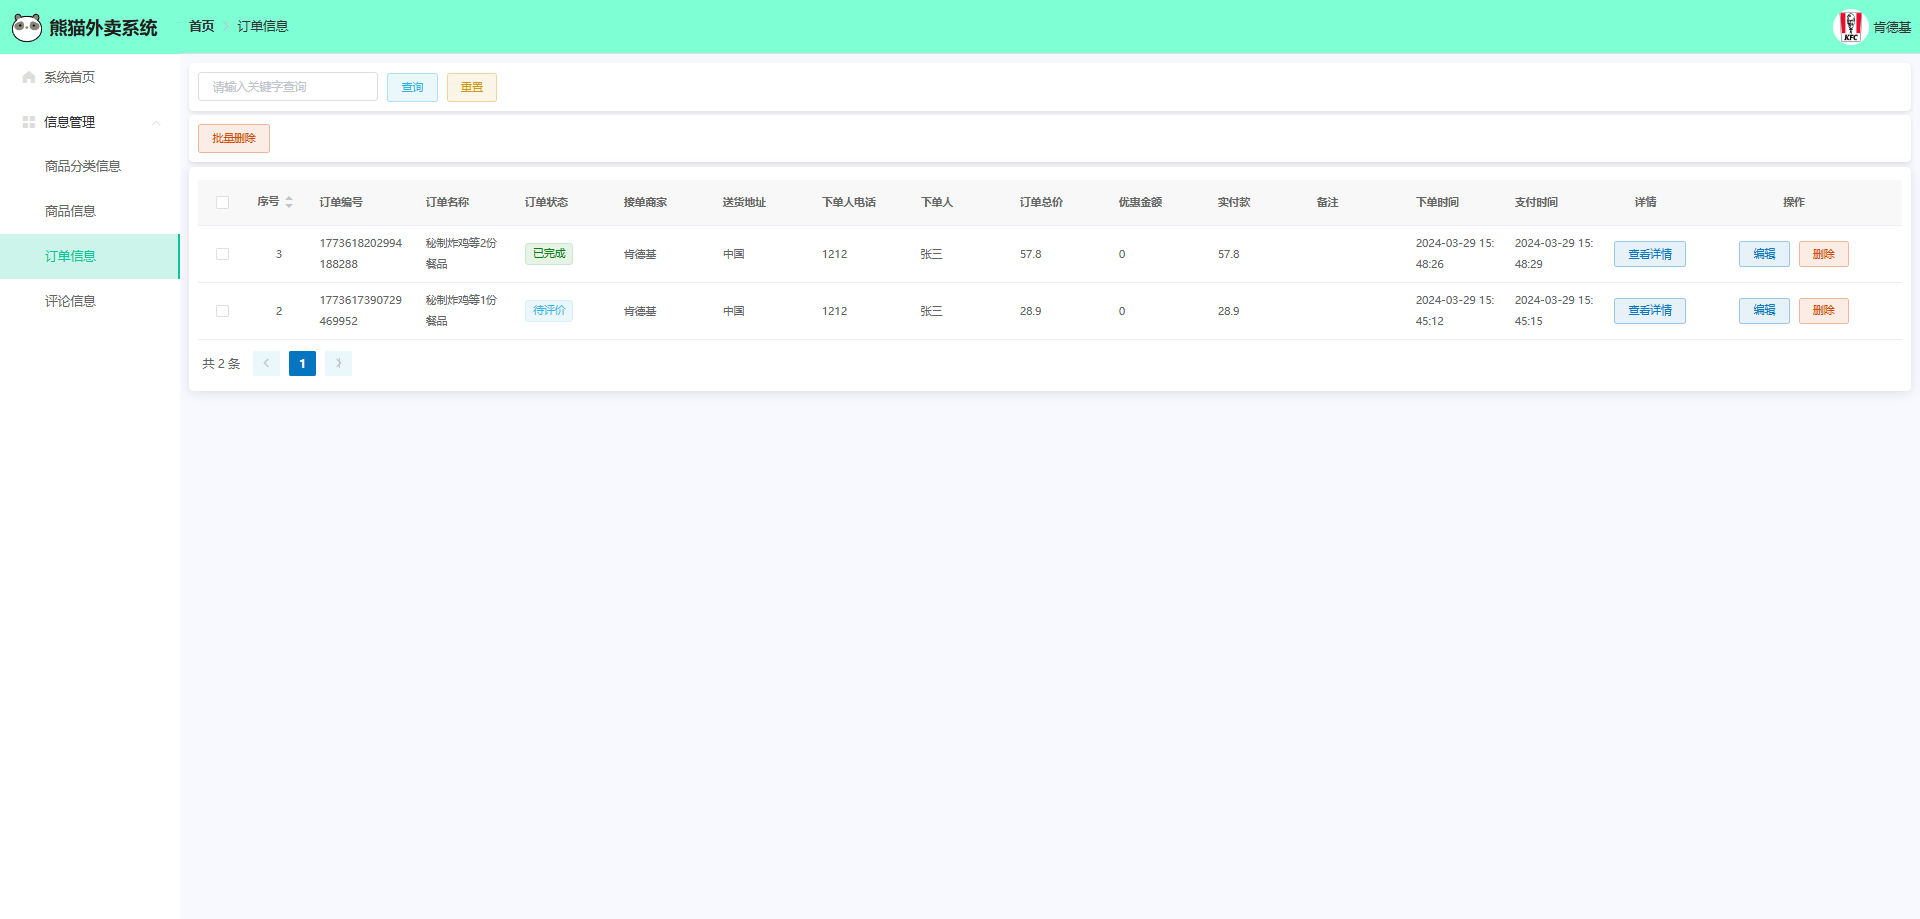 熊猫外卖系统
首页
订单信息
KFC
肯德基
系统首页
信息管理
商品分类信息
商品信息
订单信息
评论信息
请输入关键字查询
查询
重置
批量删除
序号 订单编号 订单名称 订单状态 接单商家 送货地址 下单人电话 下单人 订单总价 优惠金额 实付款 备注 下单时间 支付时间 详情 操作
3 1773618202994 秘制炸鸡等2份 已完成 肯德基 中国 1212 张三 57.8 0 57.8 2024-03-29 15: 2024-03-29 15: 查看详情 编辑 删除
188288 餐品 48:26 48:29
2 1773617390729 秘制炸鸡等1份 待评价 肯德基 中国 1212 张三 28.9 0 28.9 2024-03-29 15: 2024-03-29 15: 查看详情 编辑 删除
469952 餐品 45:12 45:15
共 2 条 1